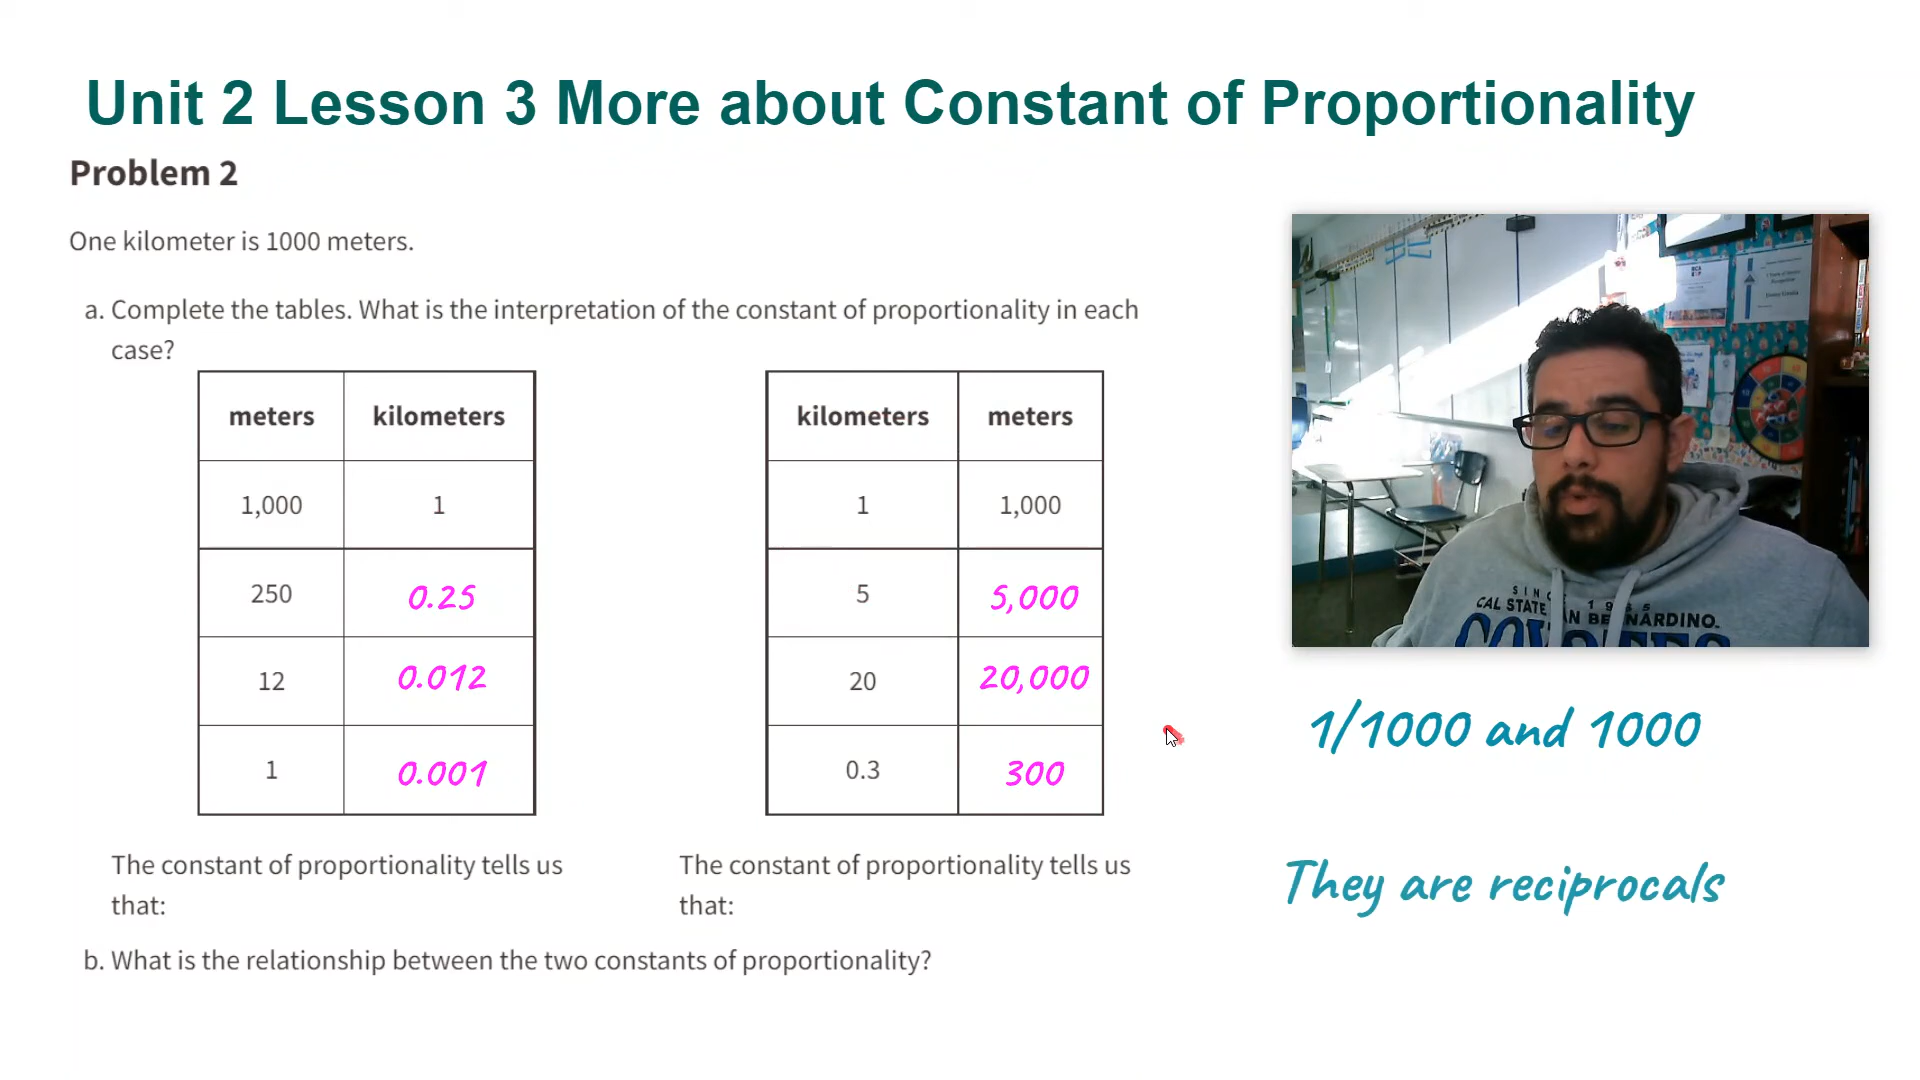 Unit 2 Lesson 3 More about Constant of Proportionality
Problem 2
One kilometer is 1000 meters.
a. Complete the tables. What is the interpretation of the constant of proportionality in each
case?
meters kilometers
1,000 1
250 0.25
12 0.012
1 0.001
kilometers meters
1 1,000
5 5,000
20 20,000
0.3 300
The constant of proportionality tells us
that:
The constant of proportionality tells us
that:
b. What is the relationship between the two constants of proportionality?
CAL STATE
1/1000 and 1000
They are reciprocals